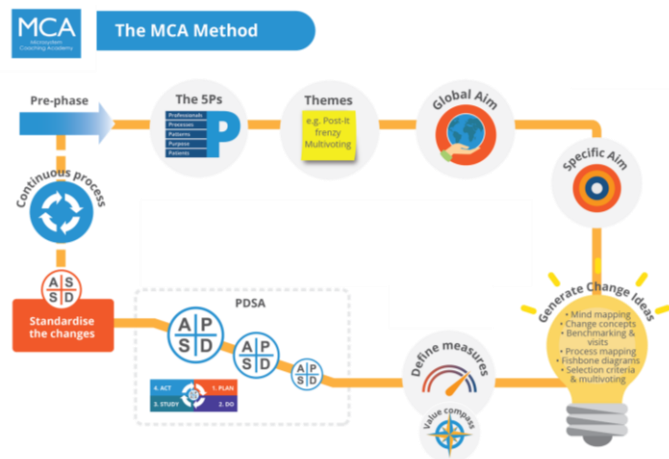 MCA
Microsystem
Coaching Academy
The MCA Method
Pre-phase
The 5Ps
Professionals
Processes
Patterns
Purpose
Patients
P
Themes
e.g. Post-It
frenzy
Multivoting
Global Aim
Specific Aim
Generate Change Ideas
• Mind mapping
• Change concepts
• Benchmarking &
visits
• Process mapping
• Fishbone diagrams
• Selection criteria
& multivoting
Define measures
Value compass
PDSA
A P
S D
A P
S D
A P
S D
4. ACT
1. PLAN
3. STUDY
2. DO
A S
S D
Standardise
the changes
Continuous process